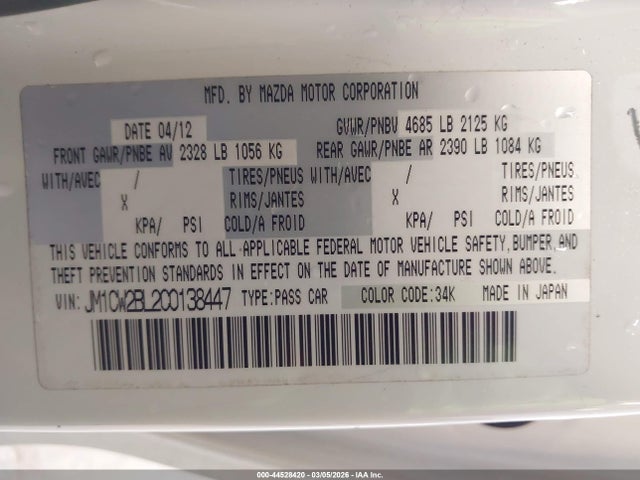 MFD. BY MAZDA MOTOR CORPORATION
DATE 04/12 GVWR/PNBV 4685 LB 2125 KG
FRONT GAWR/PNBE AV 2328 LB 1056 KG REAR GAWR/PNBE AR 2390 LB 1084 KG
WITH/AVEC / TIRES/PNEUS WITH/AVEC / TIRES/PNEUS
X RIMS/JANTES X RIMS/JANTES
KPA/ PSI COLD/A FROID KPA/ PSI COLD/A FROID
THIS VEHICLE CONFORMS TO ALL APPLICABLE FEDERAL MOTOR VEHICLE SAFETY, BUMPER, AND
THEFT PREVENTION STANDARDS IN EFFECT ON THE DATE OF MANUFACTURE SHOWN ABOVE.
VIN: JM1CW2BL2C0138447 TYPE:PASS CAR COLOR CODE:34K MADE IN JAPAN
000-44528420 - 03/05/2026 - IAA Inc.